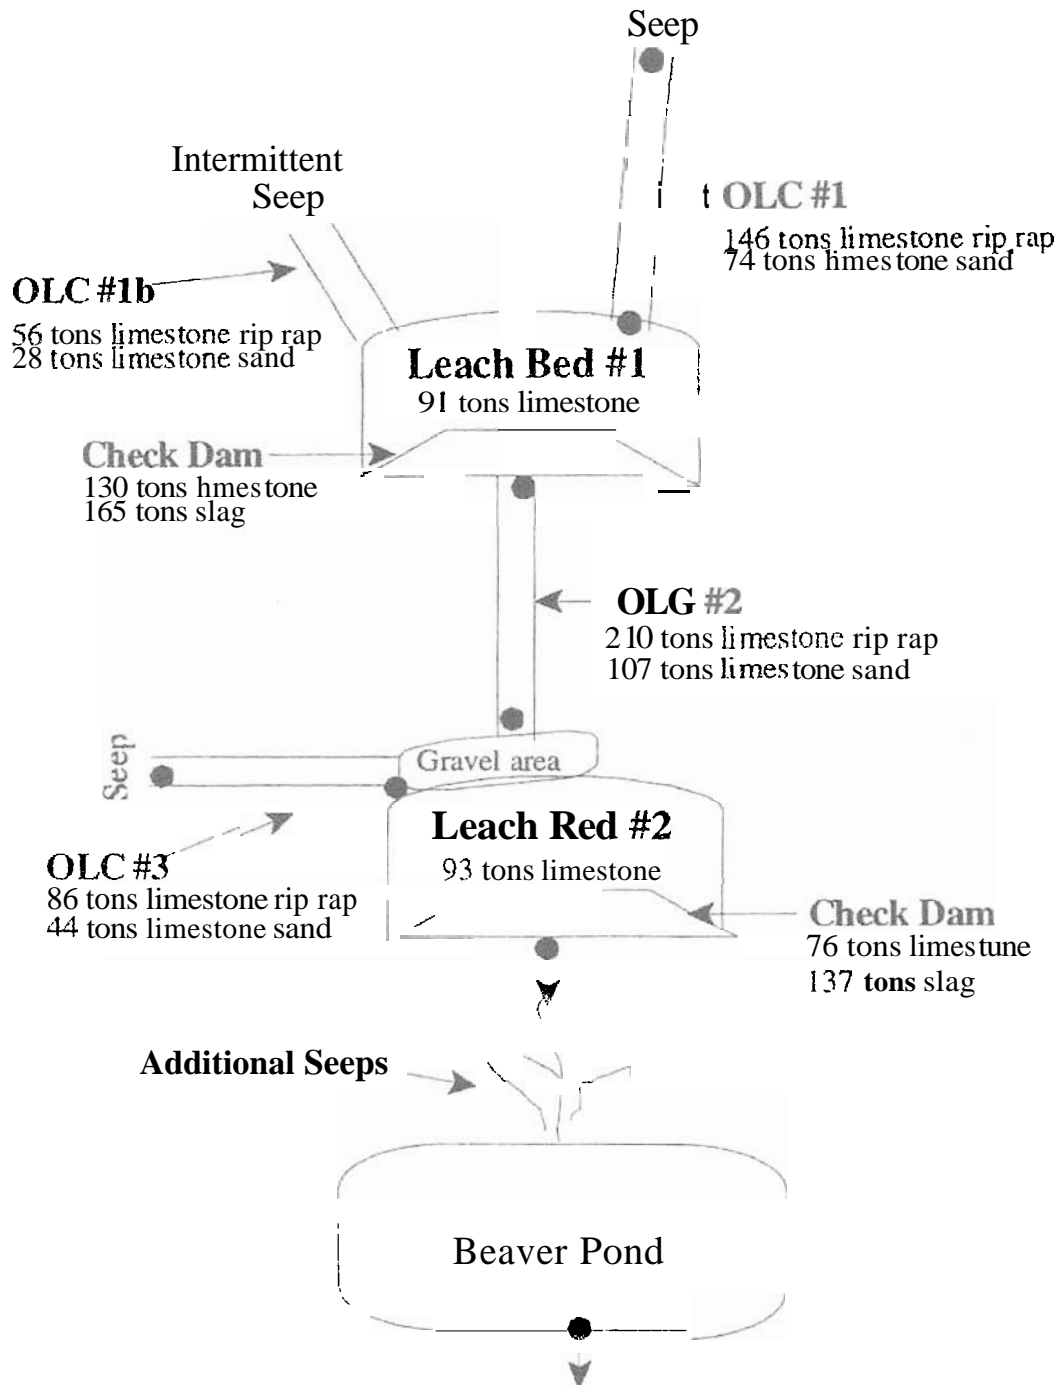 Seep
Intermittent
Seep
i t OLC #1
146 tons limestone rip rap
74 tons hmestone sand
OLC #1b
56 tons limestone rip rap
28 tons limestone sand
Leach Bed #1
91 tons limestone
Check Dam
130 tons hmestone
165 tons slag
OLG #2
210 tons limestone rip rap
107 tons limestone sand
Seep
Gravel area
Leach Red #2
93 tons limestone
OLC #3
86 tons limestone rip rap
44 tons limestone sand
Check Dam
76 tons limestune
137 tons slag
Additional Seeps
Beaver Pond